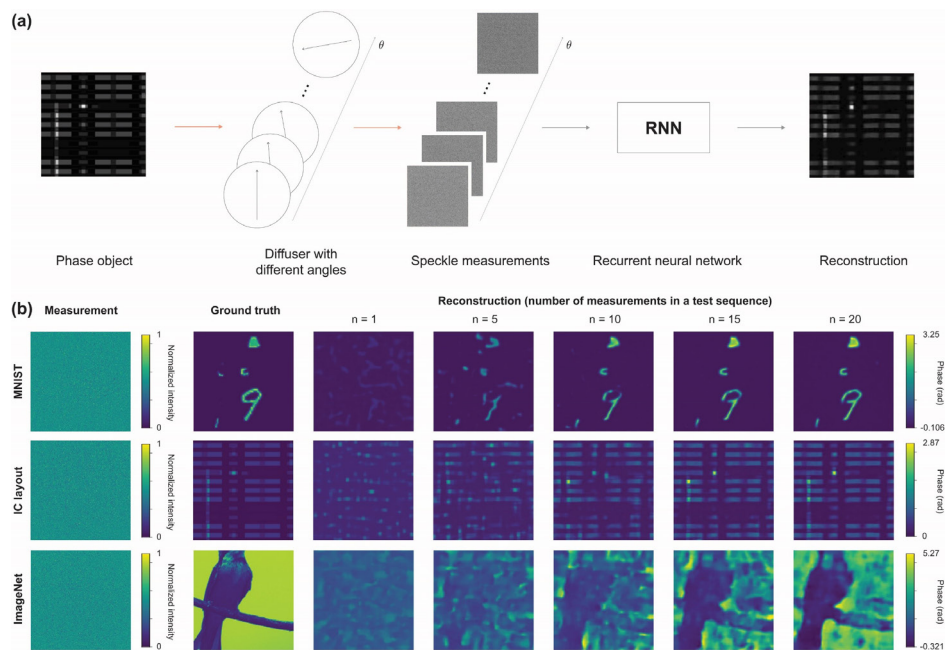 (a)
θ
θ
RNN
Phase object
Diffuser with
different angles
Speckle measurements
Recurrent neural network
Reconstruction
(b)
Measurement
Ground truth
Reconstruction (number of measurements in a test sequence)
n = 1
n = 5
n = 10
n = 15
n = 20
MNIST
1
Normalized intensity
0
3.25
Phase (rad)
-0.106
IC layout
1
Normalized intensity
0
2.87
Phase (rad)
0
ImageNet
1
Normalized intensity
0
5.27
Phase (rad)
-0.321